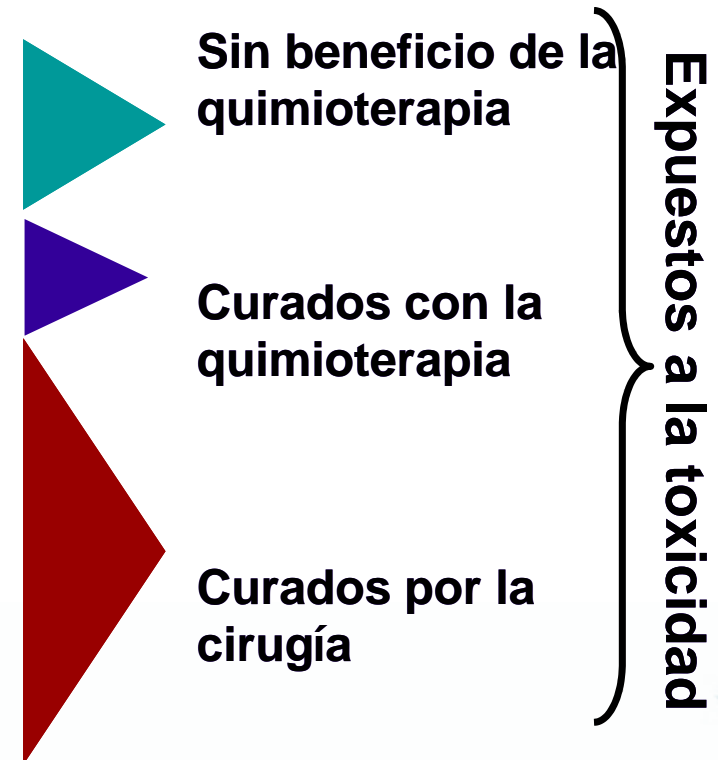 Sin beneficio de la
quimioterapia
Curados con la
quimioterapia
Curados por la
cirugía
Expuestos a la toxicidad